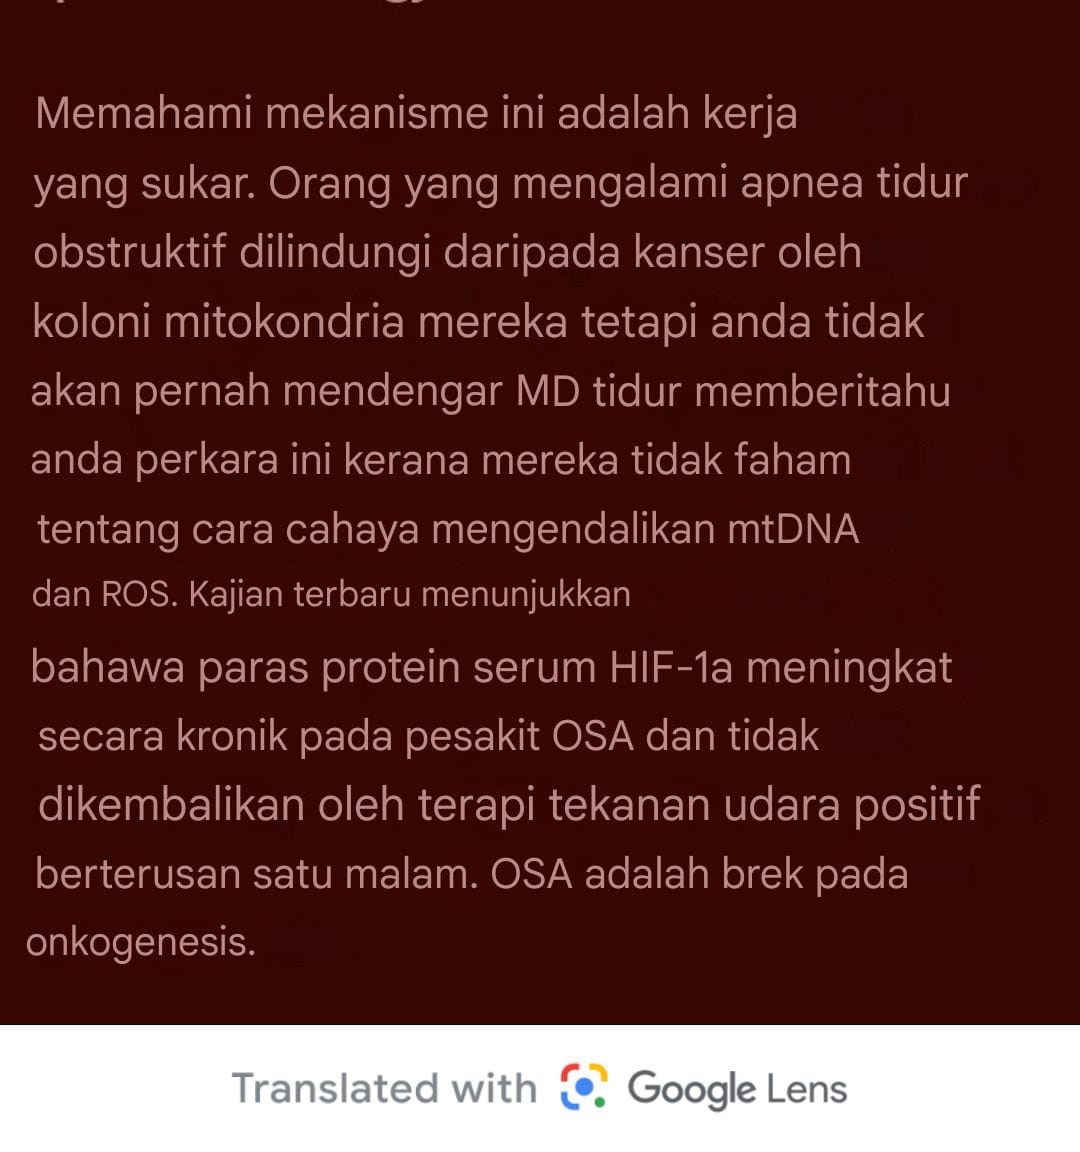 Memahami mekanisme ini adalah kerja
yang sukar. Orang yang mengalami apnea tidur
obstruktif dilindungi daripada kanser oleh
koloni mitokondria mereka tetapi anda tidak
akan pernah mendengar MD tidur memberitahu
anda perkara ini kerana mereka tidak faham
tentang cara cahaya mengendalikan mtDNA
dan ROS. Kajian terbaru menunjukkan
bahawa paras protein serum HIF-1a meningkat
secara kronik pada pesakit OSA dan tidak
dikembalikan oleh terapi tekanan udara positif
berterusan satu malam. OSA adalah brek pada
onkogenesis.
Translated with Google Lens